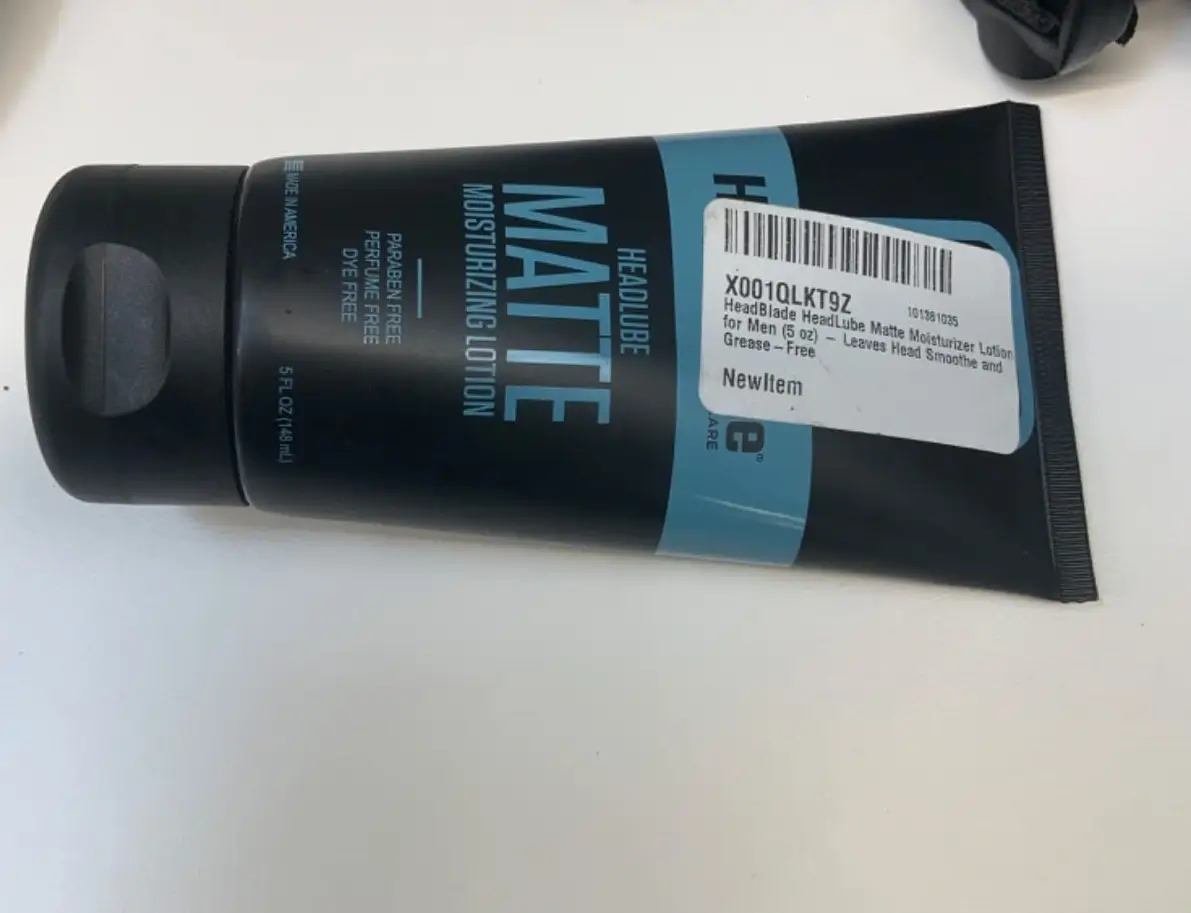 X001QLKT9Z
101381035
HeadBlade HeadLube Matte Moisturizer Lotion
for Men (5 oz) – Leaves Head Smoothe and
Grease-Free
NewItem
H
e®
ARE
HEADLUBE
MATTE
MOISTURIZING LOTION
PARABEN FREE
PERFUME FREE
DYE FREE
MADE IN AMERICA
5 FL OZ (148 mL)